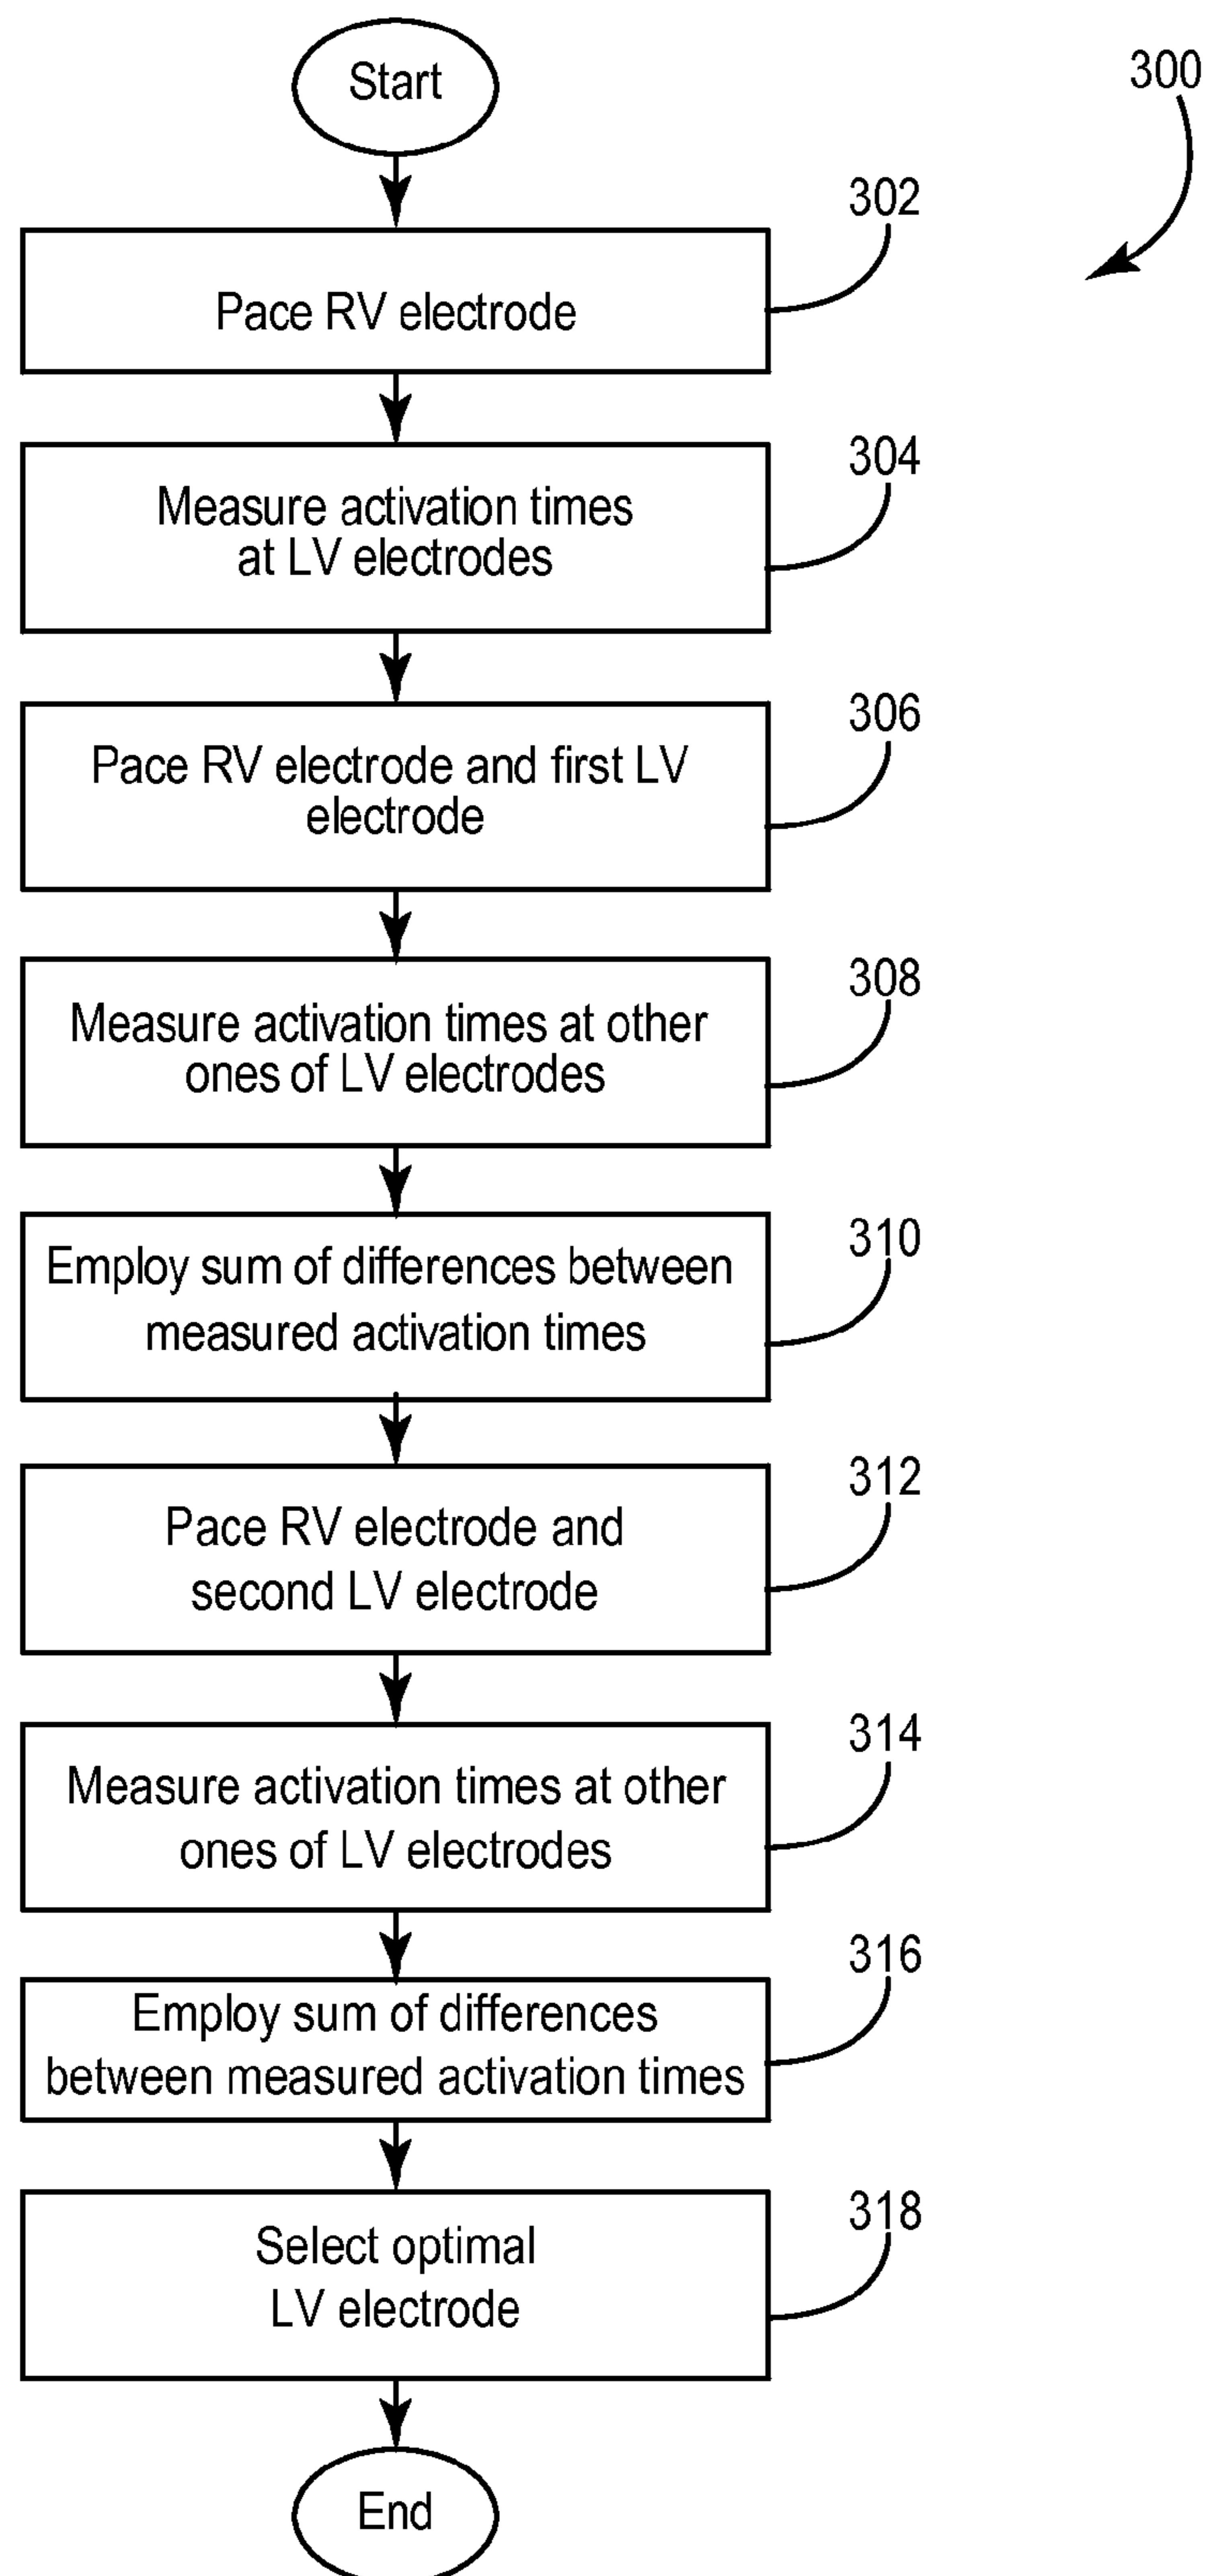 Start
300
302
Pace RV electrode
304
Measure activation times
at LV electrodes
306
Pace RV electrode and first LV
electrode
308
Measure activation times at other
ones of LV electrodes
310
Employ sum of differences between
measured activation times
312
Pace RV electrode and
second LV electrode
314
Measure activation times at other
ones of LV electrodes
316
Employ sum of differences
between measured activation times
318
Select optimal
LV electrode
End